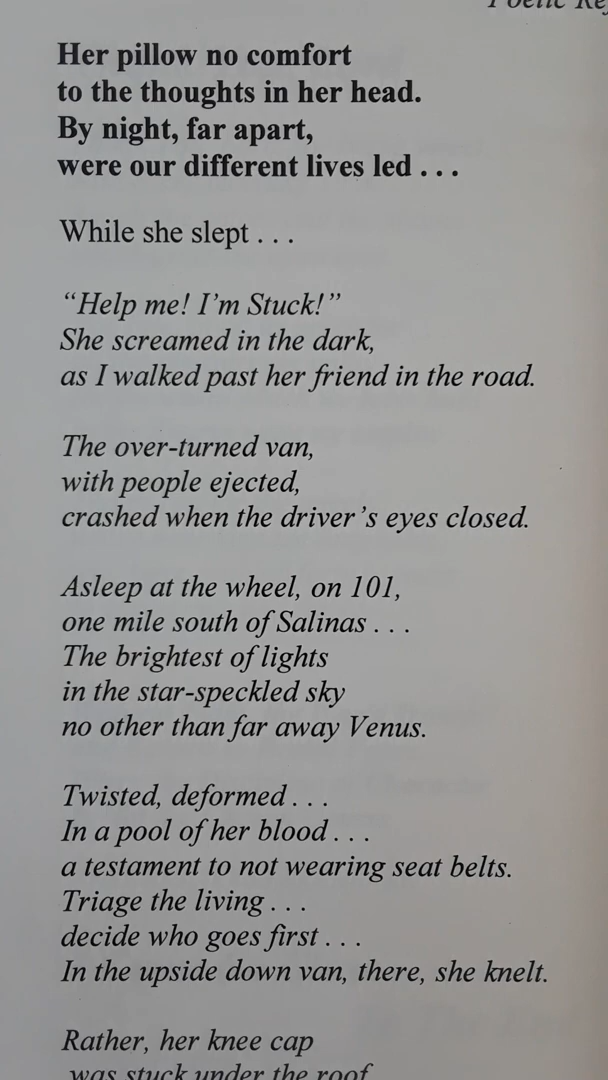 Poetic
Her pillow no comfort
to the thoughts in her head.
By night, far apart,
were our different lives led . . .
While she slept . . .
“Help me! I’m Stuck!”
She screamed in the dark,
as I walked past her friend in the road.
The over-turned van,
with people ejected,
crashed when the driver’s eyes closed.
Asleep at the wheel, on 101,
one mile south of Salinas . . .
The brightest of lights
in the star-speckled sky
no other than far away Venus.
Twisted, deformed . . .
In a pool of her blood . . .
a testament to not wearing seat belts.
Triage the living . . .
decide who goes first . . .
In the upside down van, there, she knelt.
Rather, her knee cap
was stuck under the roof